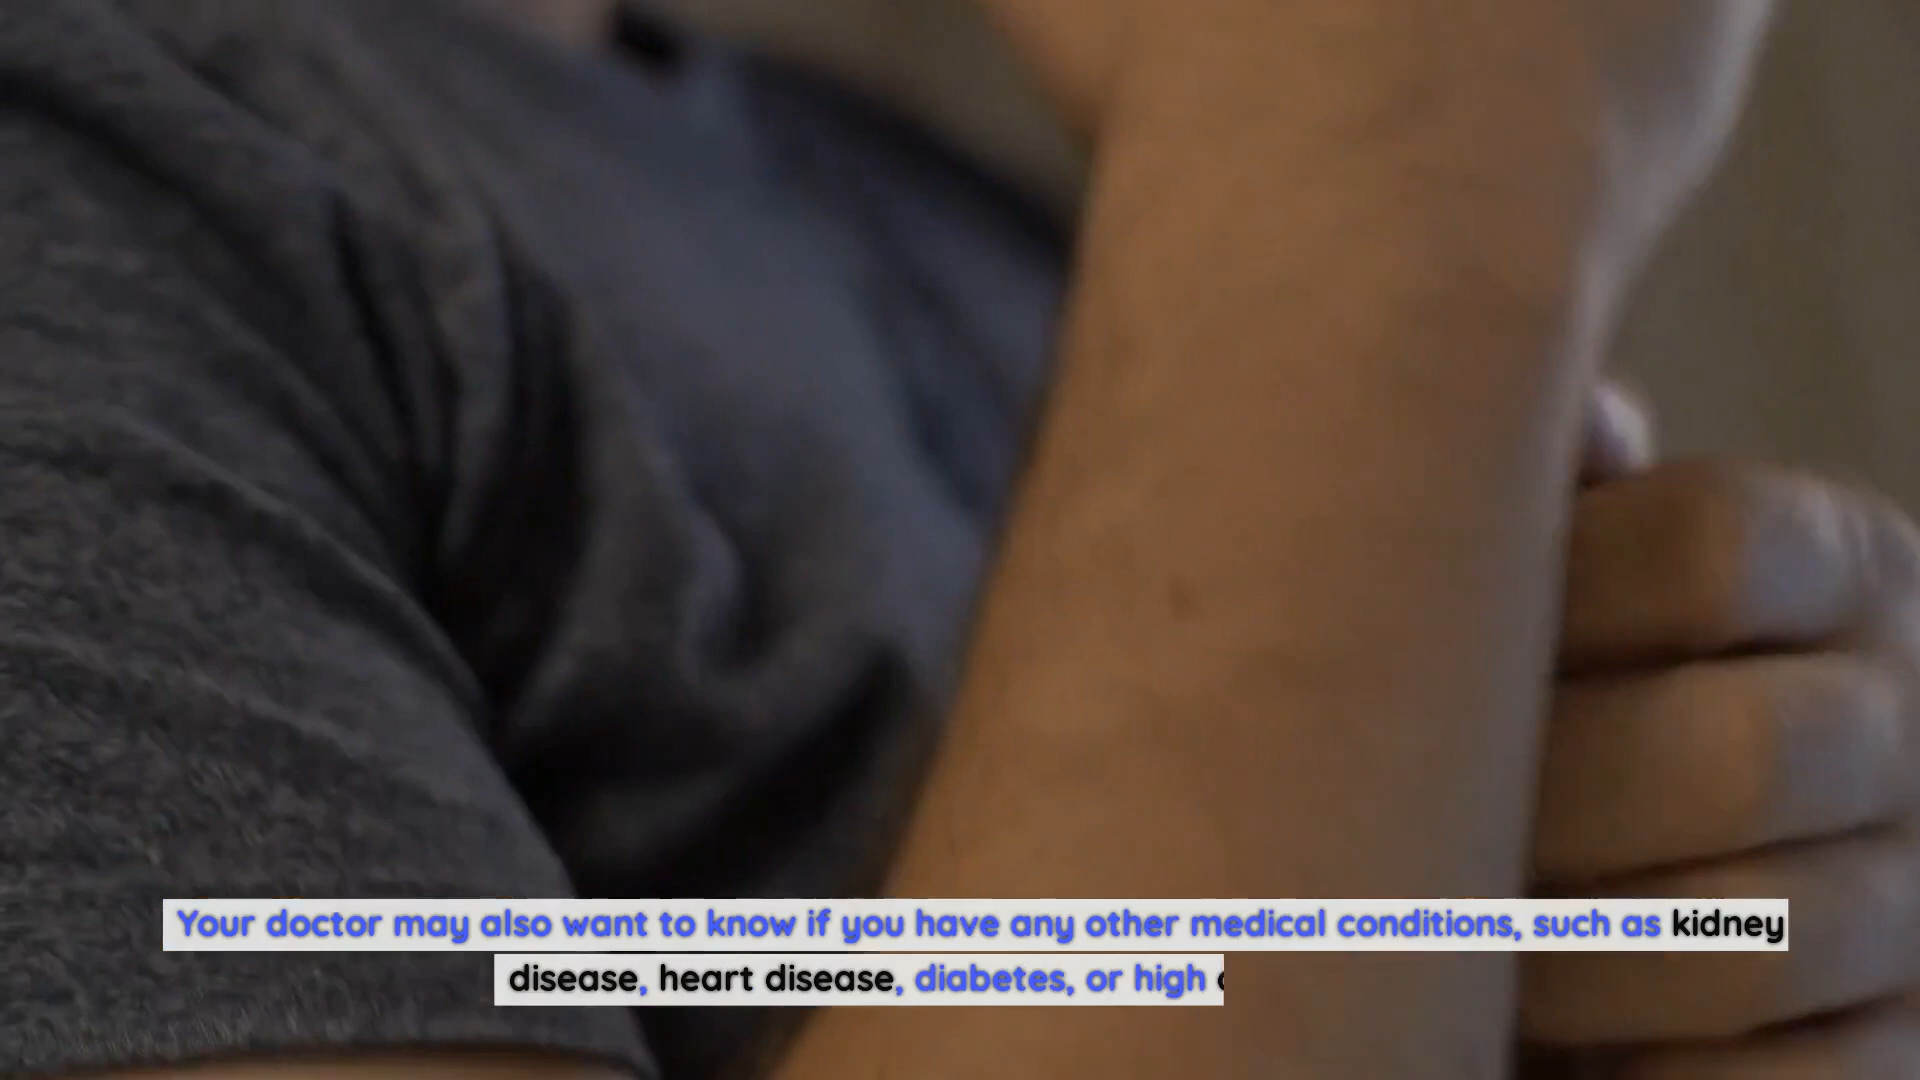 Your doctor may also want to know if you have any other medical conditions, such as kidney
disease, heart disease, diabetes, or high